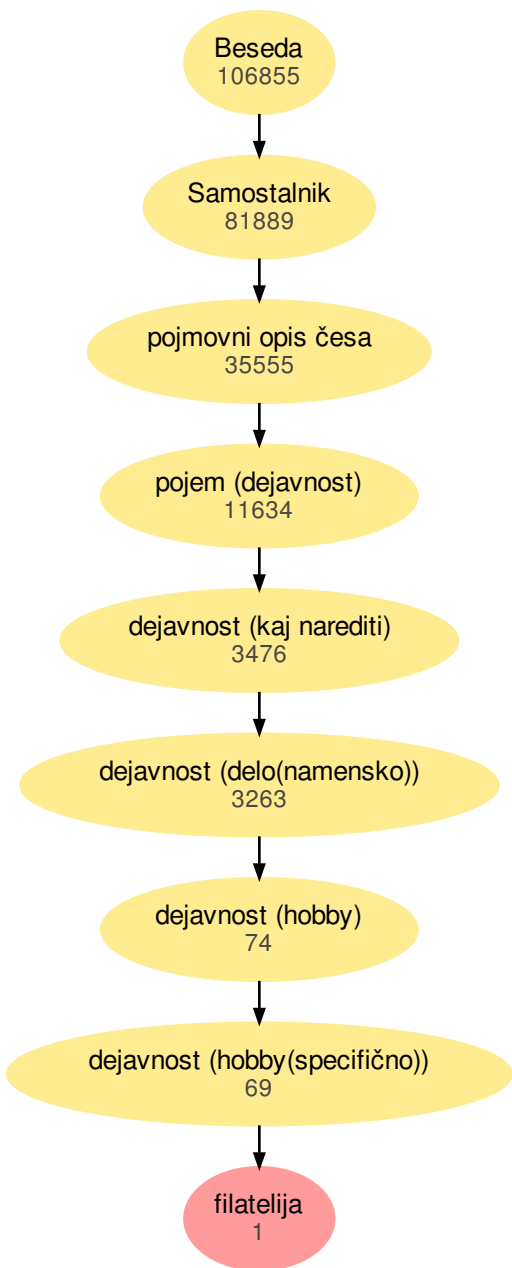 Beseda
106855
Samostalnik
81889
pojmovni opis česa
35555
pojem (dejavnost)
11634
dejavnost (kaj narediti)
3476
dejavnost (delo(namensko))
3263
dejavnost (hobby)
74
dejavnost (hobby(specifično))
69
filatelija
1